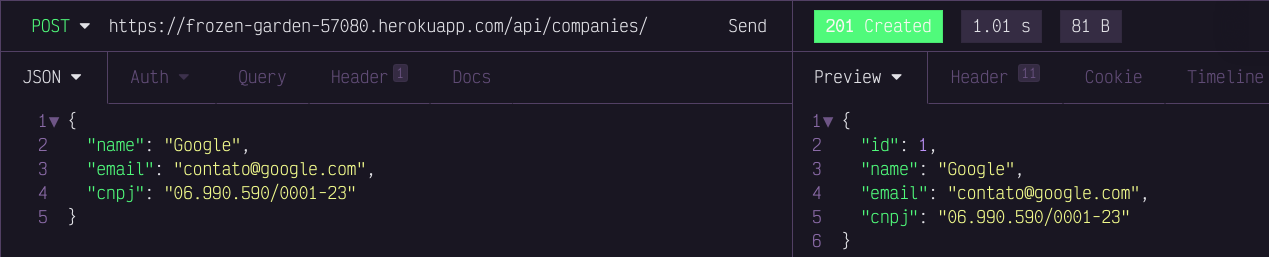 POST ▼ https://frozen-garden-57080.herokuapp.com/api/companies/ Send
JSON ▼ Auth ▼ Query Header 1 Docs
1▼ {
2 "name": "Google",
3 "email": "contato@google.com",
4 "cnpj": "06.990.590/0001-23"
5 }
201 Created 1.01 s 81 B
Preview ▼ Header 11 Cookie Timeline
1▼ {
2 "id": 1,
3 "name": "Google",
4 "email": "contato@google.com",
5 "cnpj": "06.990.590/0001-23"
6 }